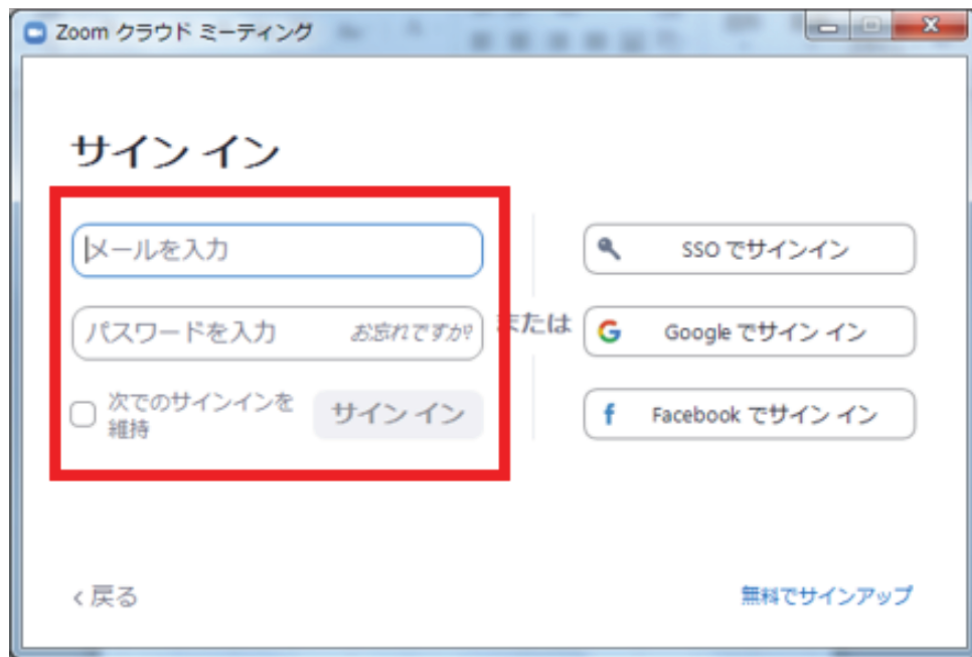 Zoom クラウド ミーティング
サイン イン
メールを入力
パスワードを入力 お忘れですか?
次でのサインインを
維持
サイン イン
または
SSO でサインイン
Google でサイン イン
Facebook でサイン イン
< 戻る
無料でサインアップ